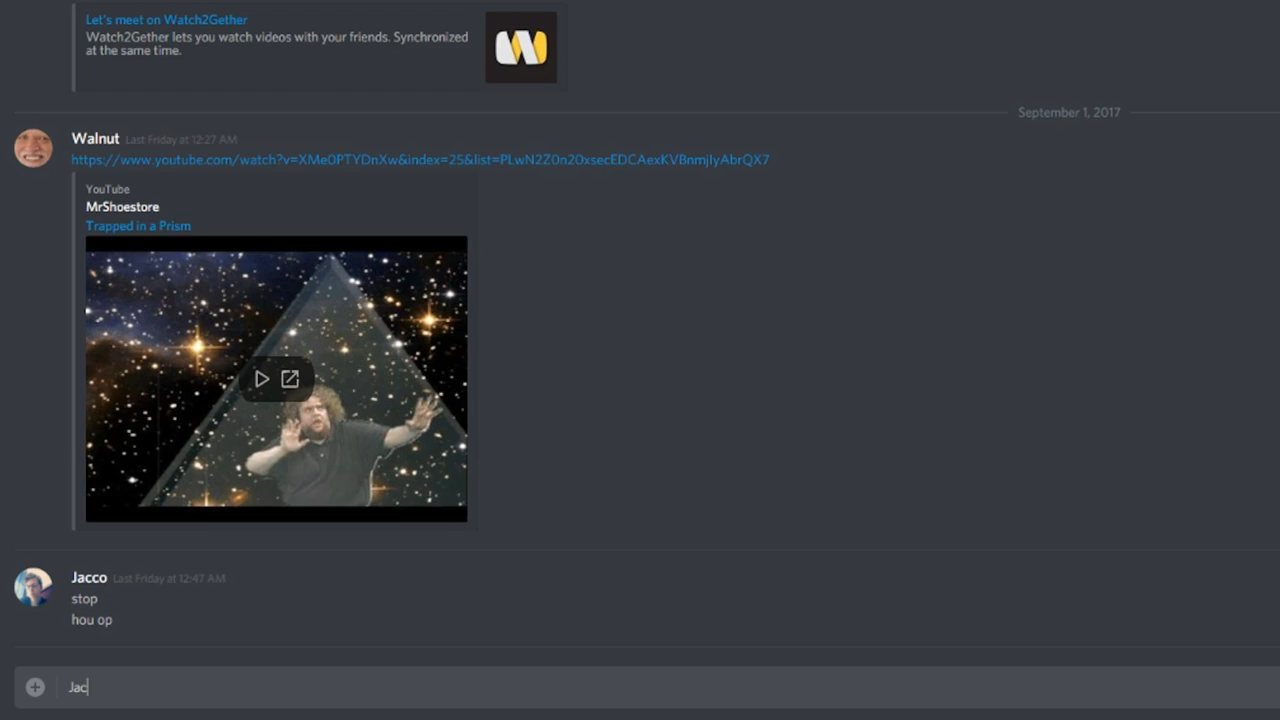 Let's meet on Watch2Gether
Watch2Gether lets you watch videos with your friends. Synchronized
at the same time.
September 1, 2017
Walnut Last Friday at 12:27 AM
https://www.youtube.com/watch?v=XMe0PTYDnXw&index=25&list=PLwN2Z0n20xsecEDCAexKVBnmjlyAbrQX7
YouTube
MrShoestore
Trapped in a Prism
Jacco Last Friday at 12:47 AM
stop
hou op
Jac